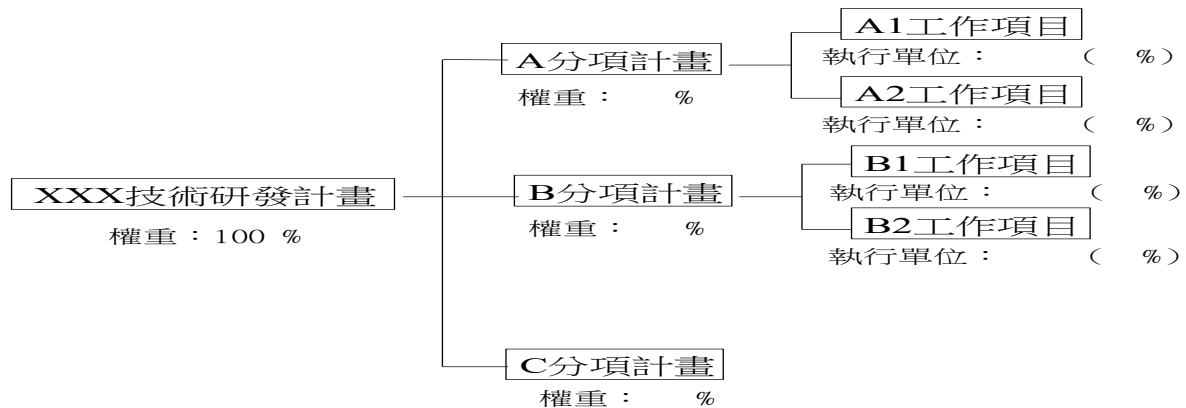 A1工作項目
執行單位：　　（　%）
A分項計畫
權重：　%
A2工作項目
執行單位：　　（　%）
XXX技術研發計畫
權重：100 %
B分項計畫
權重：　%
B1工作項目
執行單位：　　（　%）
B2工作項目
執行單位：　　（　%）
C分項計畫
權重：　%